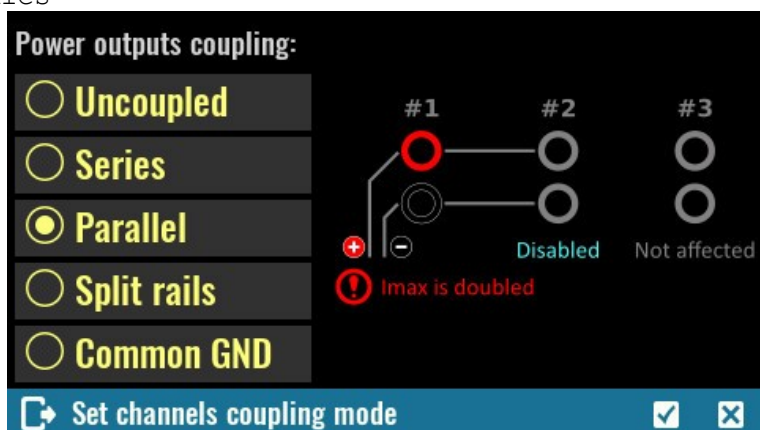 Power outputs coupling:
Uncoupled
Series
Parallel
Split rails
Common GND
#1 #2 #3
+ −
Disabled Not affected
! Imax is doubled
Set channels coupling mode